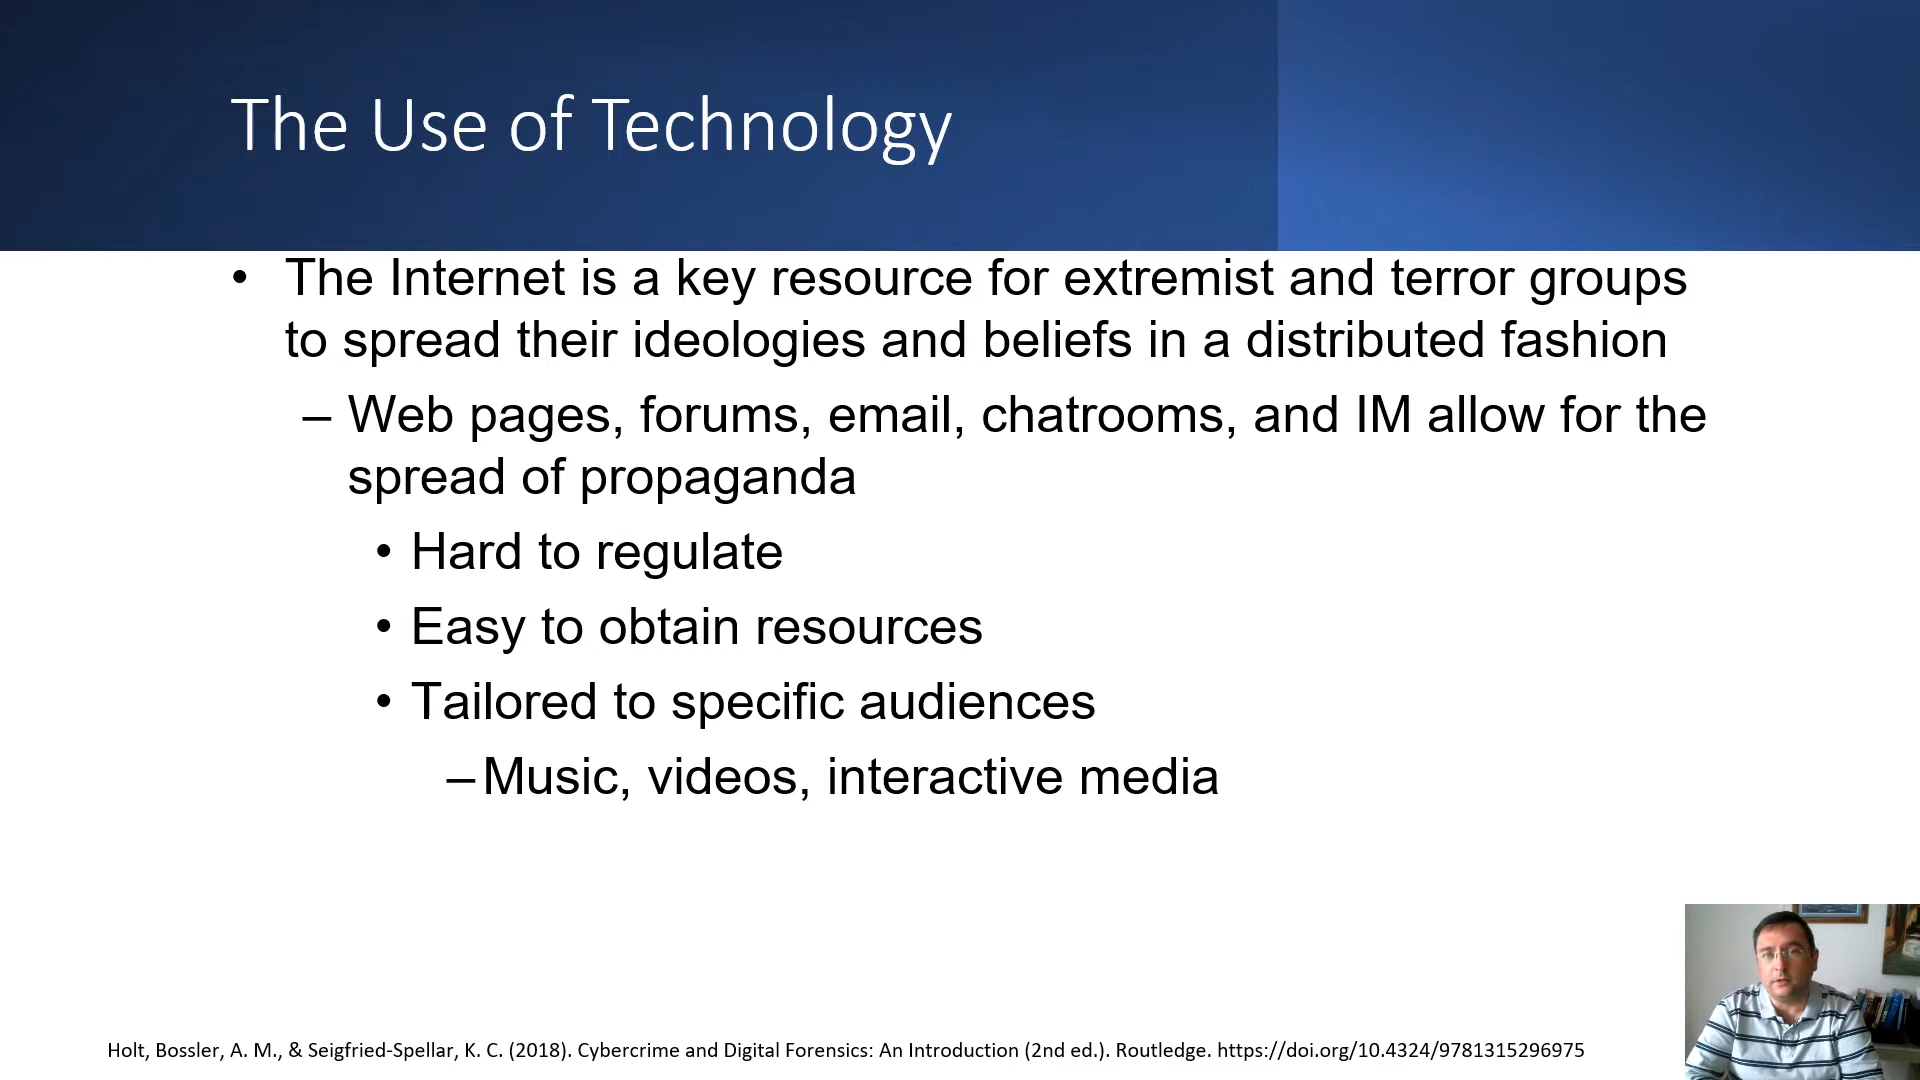 The Use of Technology
• The Internet is a key resource for extremist and terror groups
to spread their ideologies and beliefs in a distributed fashion
– Web pages, forums, email, chatrooms, and IM allow for the
spread of propaganda
• Hard to regulate
• Easy to obtain resources
• Tailored to specific audiences
– Music, videos, interactive media
Holt, Bossler, A. M., & Seigfried-Spellar, K. C. (2018). Cybercrime and Digital Forensics: An Introduction (2nd ed.). Routledge. https://doi.org/10.4324/9781315296975